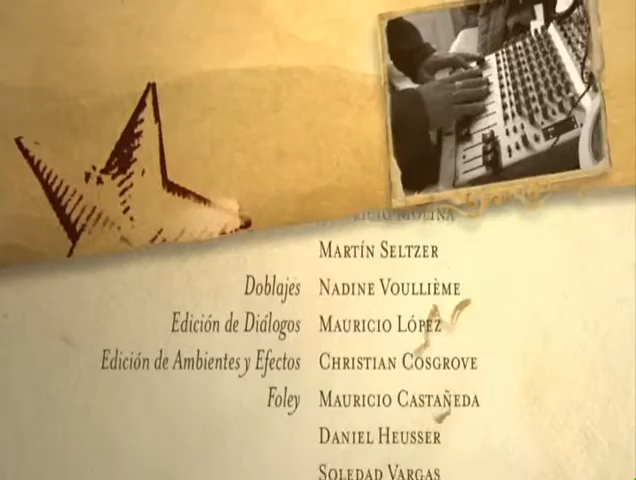 MOLINA
MARTÍN SELTZER
Doblajes NADINE VOULLIÈME
Edición de Diálogos MAURICIO LÓPEZ
Edición de Ambientes y Efectos CHRISTIAN COSGROVE
Foley MAURICIO CASTAÑEDA
DANIEL HEUSSER
SOLEDAD VARGAS